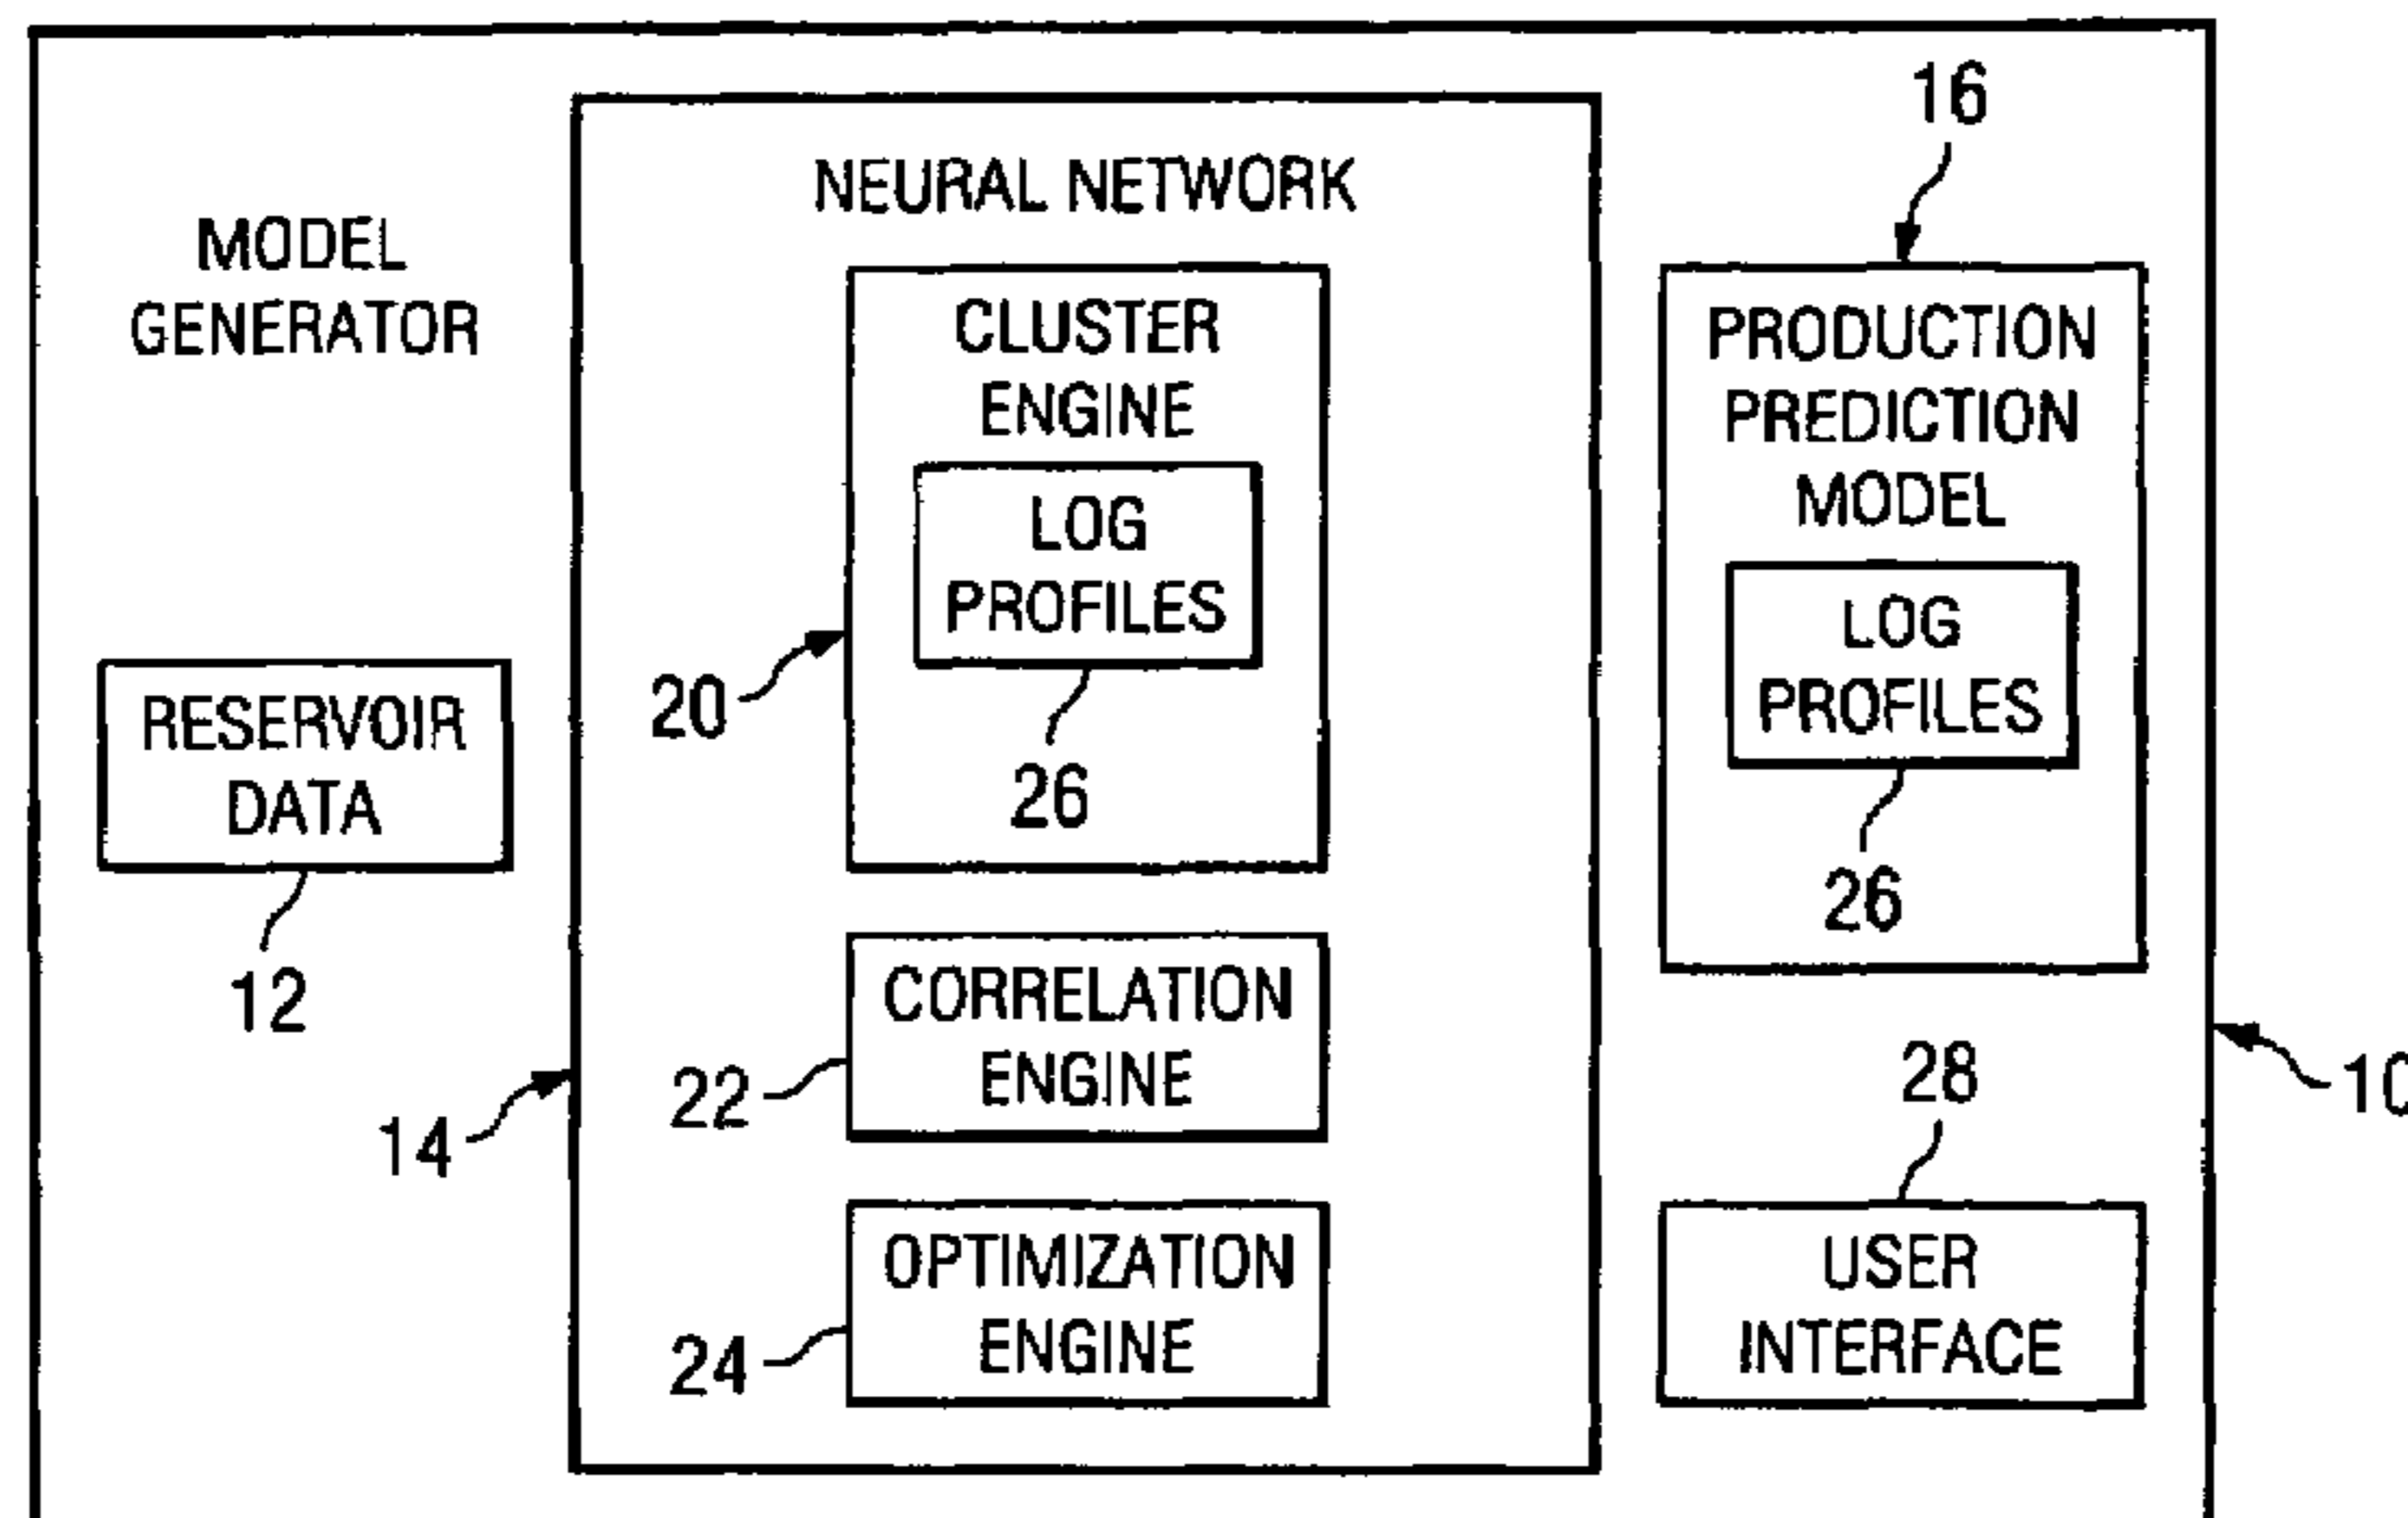 MODEL
GENERATOR
RESERVOIR
DATA
12
14
NEURAL NETWORK
CLUSTER
ENGINE
LOG
PROFILES
20
26
CORRELATION
ENGINE
22
OPTIMIZATION
ENGINE
24
16
PRODUCTION
PREDICTION
MODEL
LOG
PROFILES
26
28
USER
INTERFACE
10